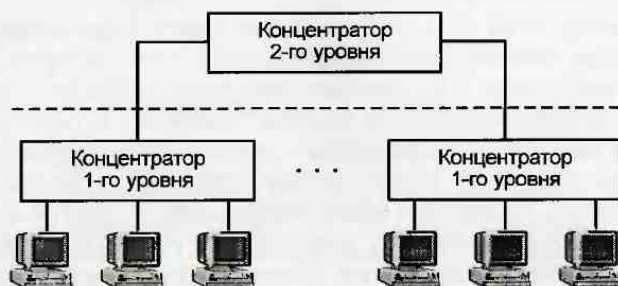 Концентратор
2-го уровня
Концентратор
1-го уровня
. . .
Концентратор
1-го уровня